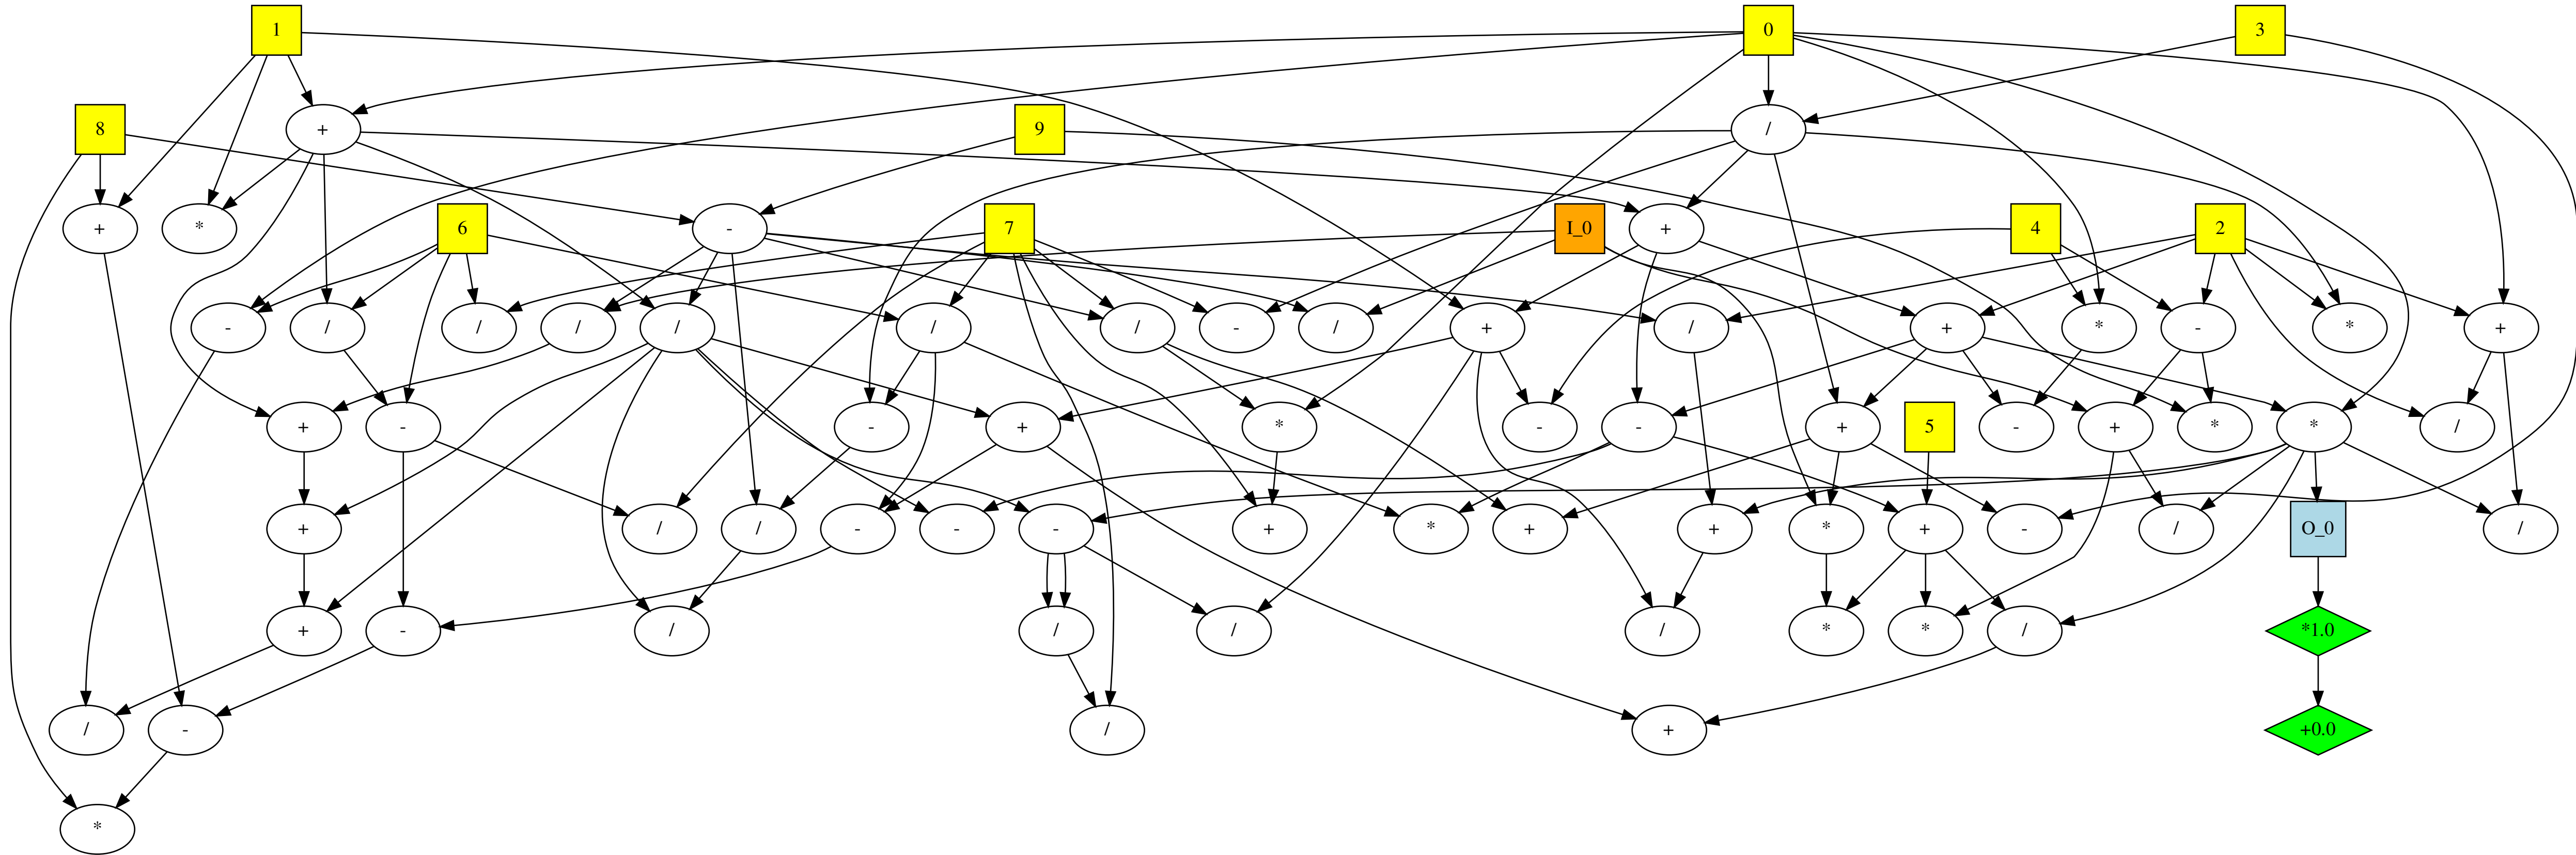 1 0 3
8 + 9 /
+ * 6 - 7 I_0 + 4 2
- / / / / / / - / + / + * - * +
+ - - + * - - + 5 - + * * /
+ / / - - - + * + + * + - / O_0 /
+ - / / / / * * / *1.0
/ - / + +0.0
*